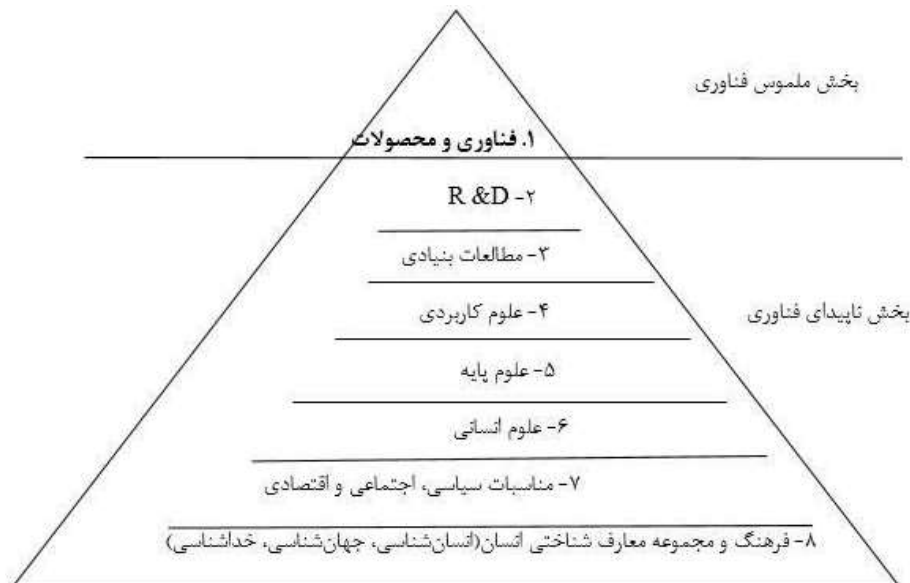 بخش ملموس فناوری
۱. فناوری و محصولات
۲- R &D
۳- مطالعات بنیادی
۴- علوم کاربردی
بخش ناپیدای فناوری
۵- علوم پایه
۶- علوم انسانی
۷- مناسبات سیاسی، اجتماعی و اقتصادی
۸- فرهنگ و مجموعه معارف شناختی انسان(انسان‌شناسی، جهان‌شناسی، خداشناسی)